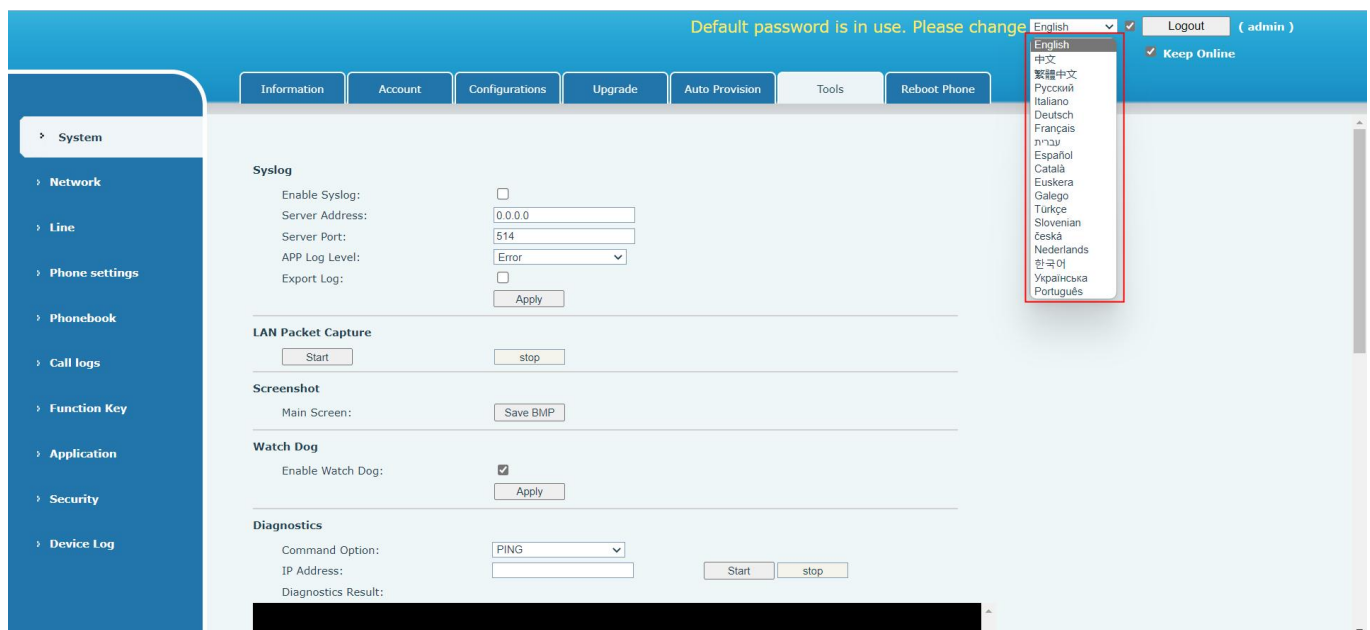 Default password is in use. Please change English Logout ( admin )
Keep Online
English
中文
繁體中文
Русский
Italiano
Deutsch
Français
עברית
Español
Català
Euskera
Galego
Türkçe
Slovenian
česká
Nederlands
한국어
Українська
Português
Information Account Configurations Upgrade Auto Provision Tools Reboot Phone
System
Network
Line
Phone settings
Phonebook
Call logs
Function Key
Application
Security
Device Log
Syslog
Enable Syslog:
Server Address: 0.0.0.0
Server Port: 514
APP Log Level: Error
Export Log:
Apply
LAN Packet Capture
Start stop
Screenshot
Main Screen: Save BMP
Watch Dog
Enable Watch Dog:
Apply
Diagnostics
Command Option: PING
IP Address: Start stop
Diagnostics Result: